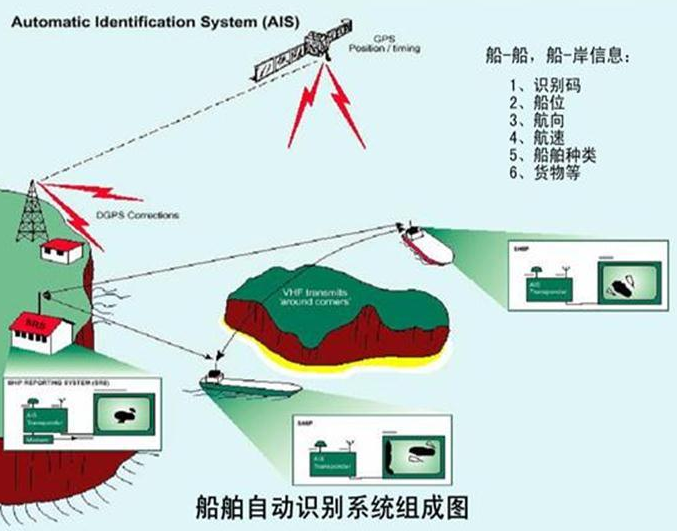 Automatic Identification System (AIS)
GPS
Position / timing
船-船，船-岸信息：
1、识别码
2、船位
3、航向
4、航速
5、船舶种类
6、货物等
DGPS Corrections
SHIP
AIS
Transponder
VHF transmits
'around corners'
SRS
SHIP REPORTING SYSTEM (SRS)
AIS
Transponder
Modem
SHIP
AIS
Transponder
船舶自动识别系统组成图